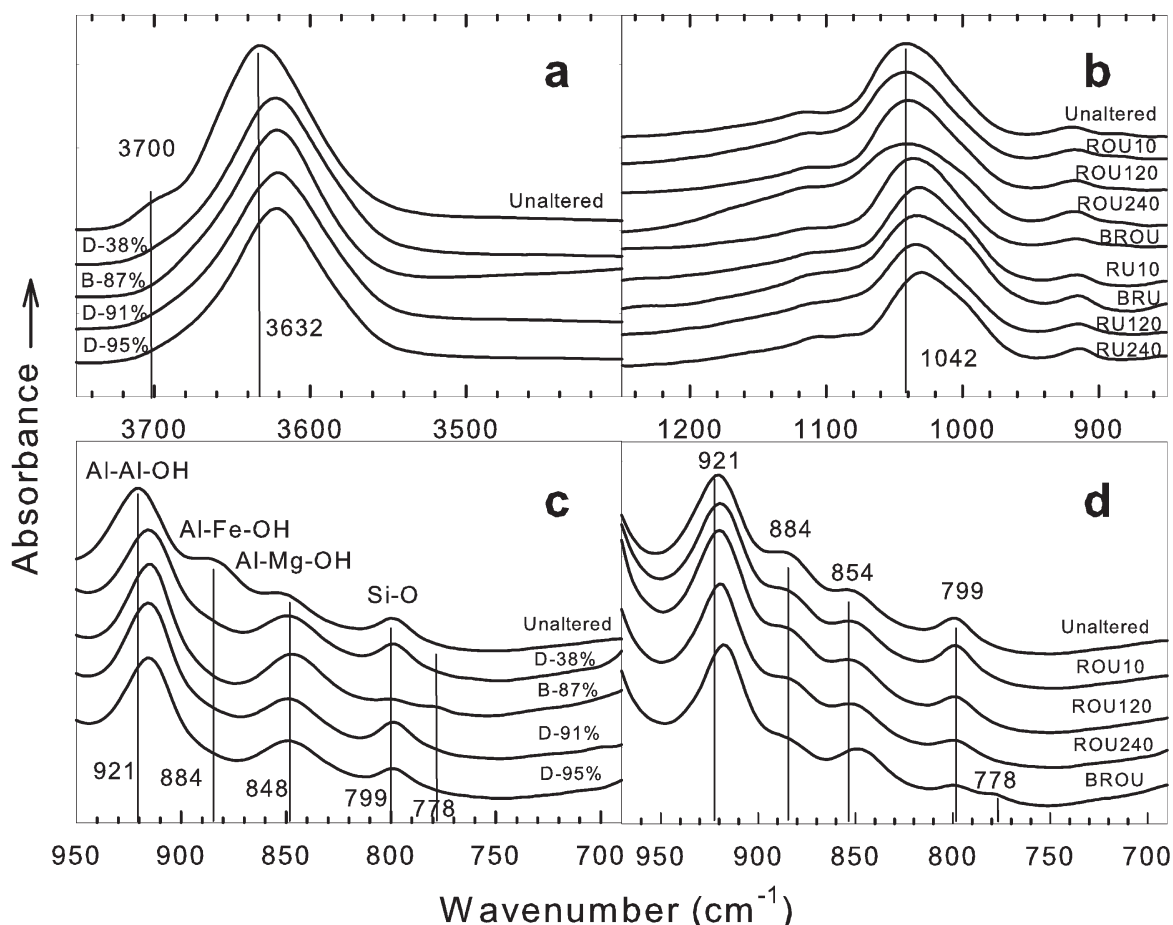 Absorbance
a
3700
Unaltered
D-38%
B-87%
D-91%
D-95%
3632
3700 3600 3500
b
Unaltered
ROU10
ROU120
ROU240
BROU
RU10
BRU
RU120
RU240
1042
1200 1100 1000 900
c
Al-Al-OH
Al-Fe-OH
Al-Mg-OH
Si-O
Unaltered
D-38%
B-87%
D-91%
D-95%
921 884 848 799 778
950 900 850 800 750 700
d
921
884
854
799
Unaltered
ROU10
ROU120
ROU240
BROU
778
950 900 850 800 750 700
Wavenumber (cm⁻¹)